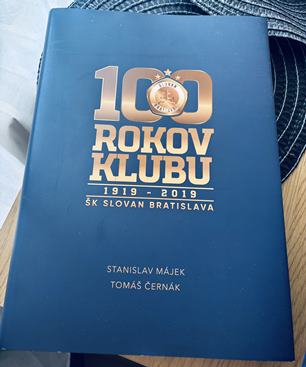 100
ROKOV
KLUBU
1919 - 2019
ŠK SLOVAN BRATISLAVA
STANISLAV MÁJEK
TOMÁŠ ČERNÁK